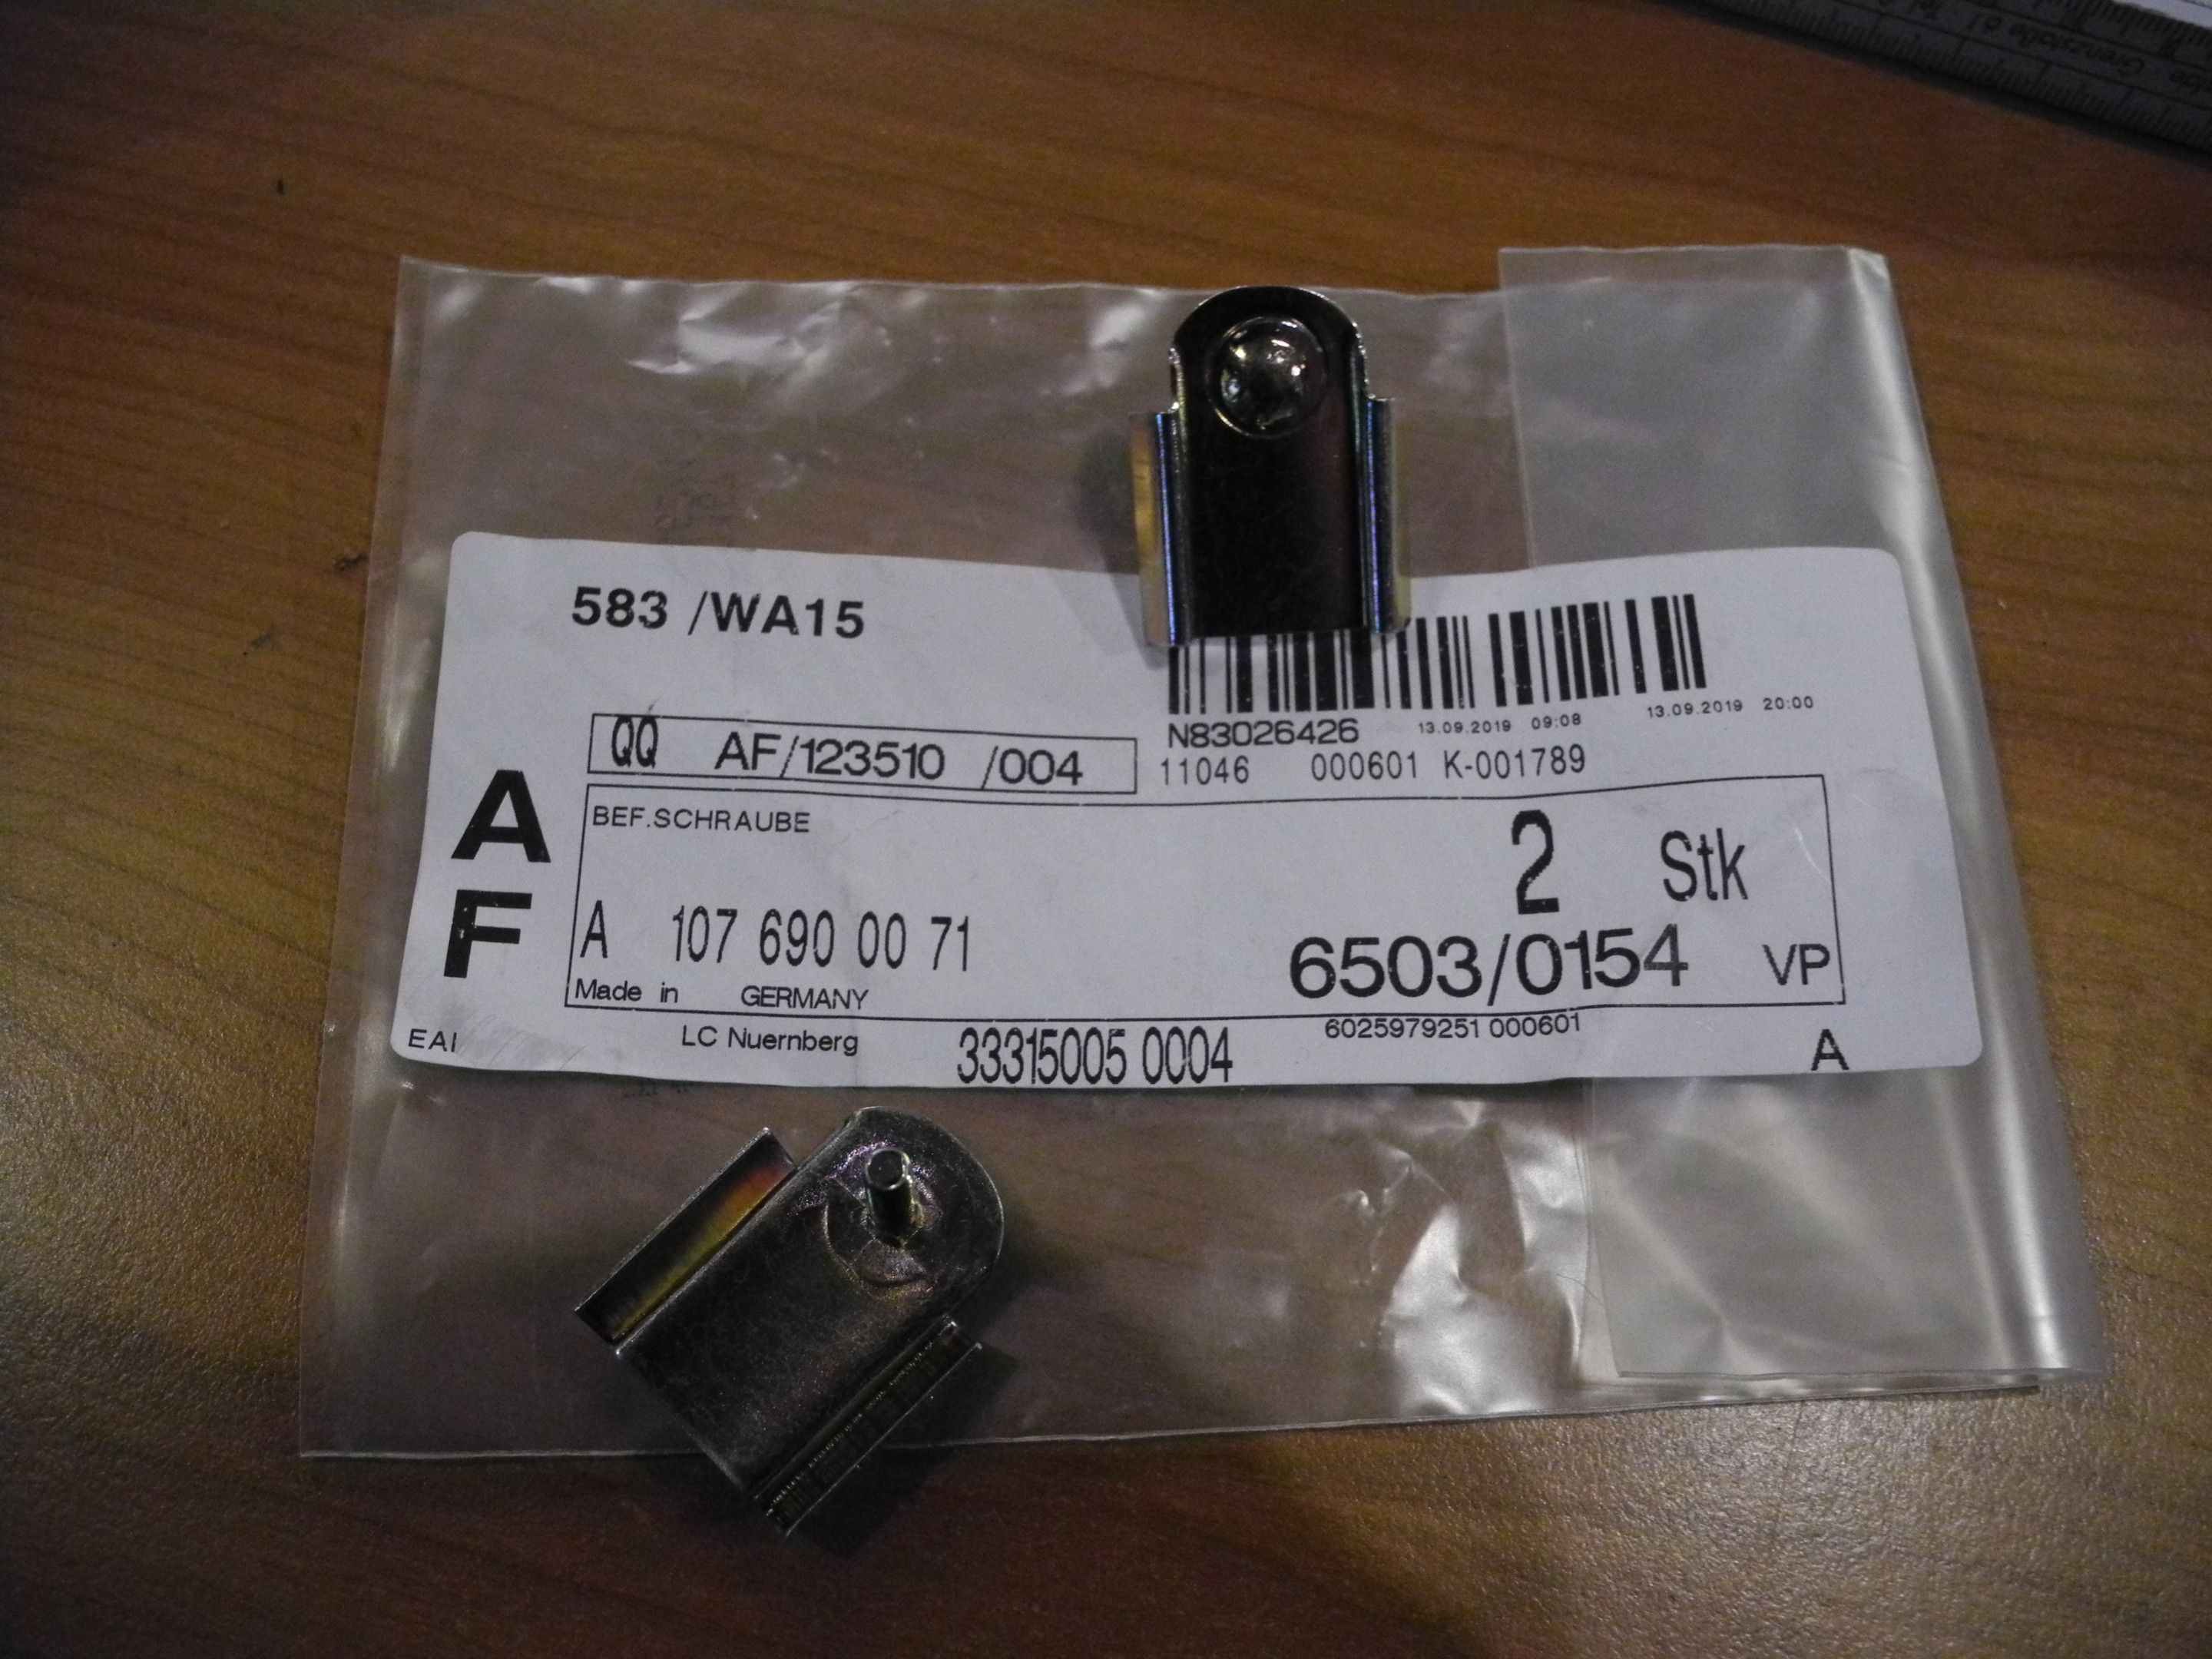 583 /WA15
N83026426 13.09.2019 09:08 13.09.2019 20:00
QQ AF/123510 /004
11046 000601 K-001789
A
F
BEF.SCHRAUBE
2 Stk
A 107 690 00 71
6503/0154 VP
Made in GERMANY
EAI LC Nuernberg 33315005 0004 6025979251 000601 A